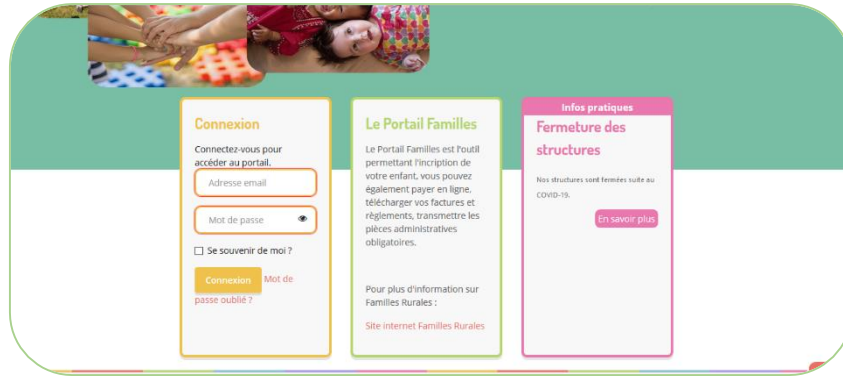 Connexion
Connectez-vous pour
accéder au portail.
Adresse email
Mot de passe
Se souvenir de moi ?
Connexion Mot de
passe oublié ?
Le Portail Familles
Le Portail Familles est l'outil
permettant l'incription de
votre enfant, vous pouvez
également payer en ligne,
télécharger vos factures et
règlements, transmettre les
pièces administratives
obligatoires.
Pour plus d'information sur
Familles Rurales :
Site internet Familles Rurales
Infos pratiques
Fermeture des
structures
Nos structures sont fermées suite au
COVID-19.
En savoir plus